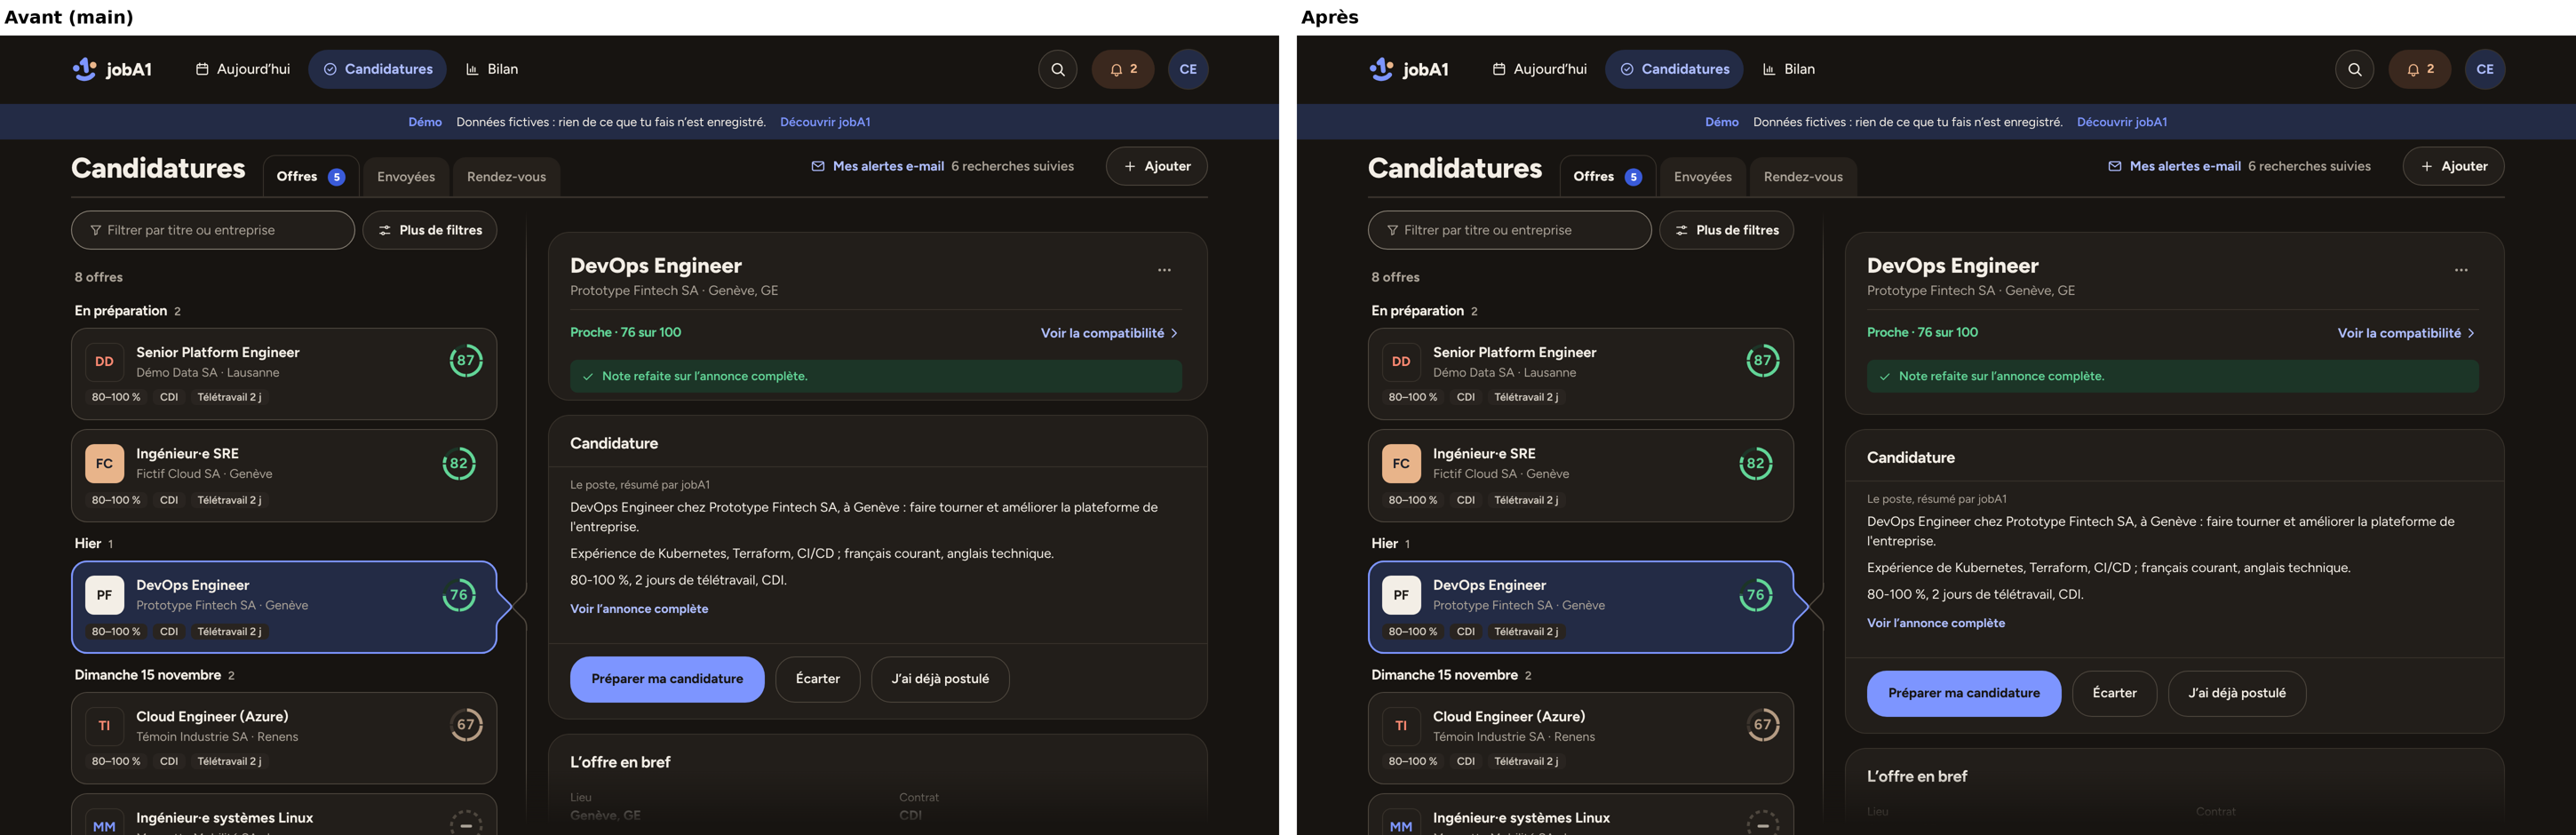 Avant (main)
jobA1 Aujourd'hui Candidatures Bilan 2 CE
Démo Données fictives : rien de ce que tu fais n'est enregistré. Découvrir jobA1
Candidatures Offres 5 Envoyées Rendez-vous Mes alertes e-mail 6 recherches suivies + Ajouter
Filtrer par titre ou entreprise Plus de filtres
8 offres
En préparation 2
DD Senior Platform Engineer 87
Démo Data SA · Lausanne
80–100 % CDI Télétravail 2 j
FC Ingénieur·e SRE 82
Fictif Cloud SA · Genève
80–100 % CDI Télétravail 2 j
Hier 1
PF DevOps Engineer 76
Prototype Fintech SA · Genève
80–100 % CDI Télétravail 2 j
Dimanche 15 novembre 2
TI Cloud Engineer (Azure) 67
Témoin Industrie SA · Renens
80–100 % CDI Télétravail 2 j
MM Ingénieur·e systèmes Linux –
DevOps Engineer ...
Prototype Fintech SA · Genève, GE
Proche · 76 sur 100 Voir la compatibilité
Note refaite sur l'annonce complète.
Candidature
Le poste, résumé par jobA1
DevOps Engineer chez Prototype Fintech SA, à Genève : faire tourner et améliorer la plateforme de
l'entreprise.
Expérience de Kubernetes, Terraform, CI/CD ; français courant, anglais technique.
80-100 %, 2 jours de télétravail, CDI.
Voir l'annonce complète
Préparer ma candidature Écarter J'ai déjà postulé
L'offre en bref
Lieu Contrat
Genève, GE CDI
Après
jobA1 Aujourd'hui Candidatures Bilan 2 CE
Démo Données fictives : rien de ce que tu fais n'est enregistré. Découvrir jobA1
Candidatures Offres 5 Envoyées Rendez-vous Mes alertes e-mail 6 recherches suivies + Ajouter
Filtrer par titre ou entreprise Plus de filtres
8 offres
En préparation 2
DD Senior Platform Engineer 87
Démo Data SA · Lausanne
80–100 % CDI Télétravail 2 j
FC Ingénieur·e SRE 82
Fictif Cloud SA · Genève
80–100 % CDI Télétravail 2 j
Hier 1
PF DevOps Engineer 76
Prototype Fintech SA · Genève
80–100 % CDI Télétravail 2 j
Dimanche 15 novembre 2
TI Cloud Engineer (Azure) 67
Témoin Industrie SA · Renens
80–100 % CDI Télétravail 2 j
MM Ingénieur·e systèmes Linux –
DevOps Engineer ...
Prototype Fintech SA · Genève, GE
Proche · 76 sur 100 Voir la compatibilité
Note refaite sur l'annonce complète.
Candidature
Le poste, résumé par jobA1
DevOps Engineer chez Prototype Fintech SA, à Genève : faire tourner et améliorer la plateforme de
l'entreprise.
Expérience de Kubernetes, Terraform, CI/CD ; français courant, anglais technique.
80-100 %, 2 jours de télétravail, CDI.
Voir l'annonce complète
Préparer ma candidature Écarter J'ai déjà postulé
L'offre en bref
Lieu Contrat